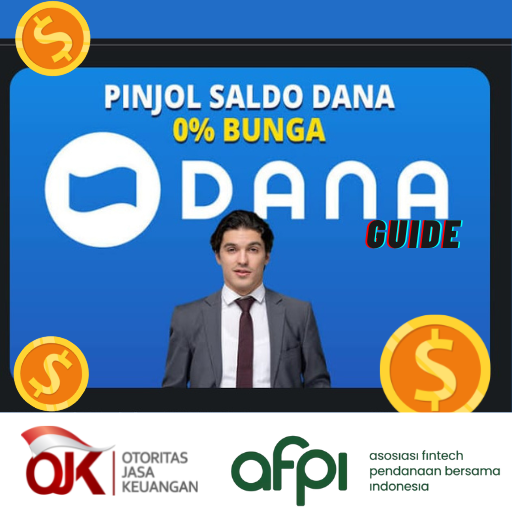 PINJOL SALDO DANA
0% BUNGA
DANA
GUIDE
OJK
OTORITAS
JASA
KEUANGAN
afpi
asosiasi fintech
pendanaan bersama
indonesia